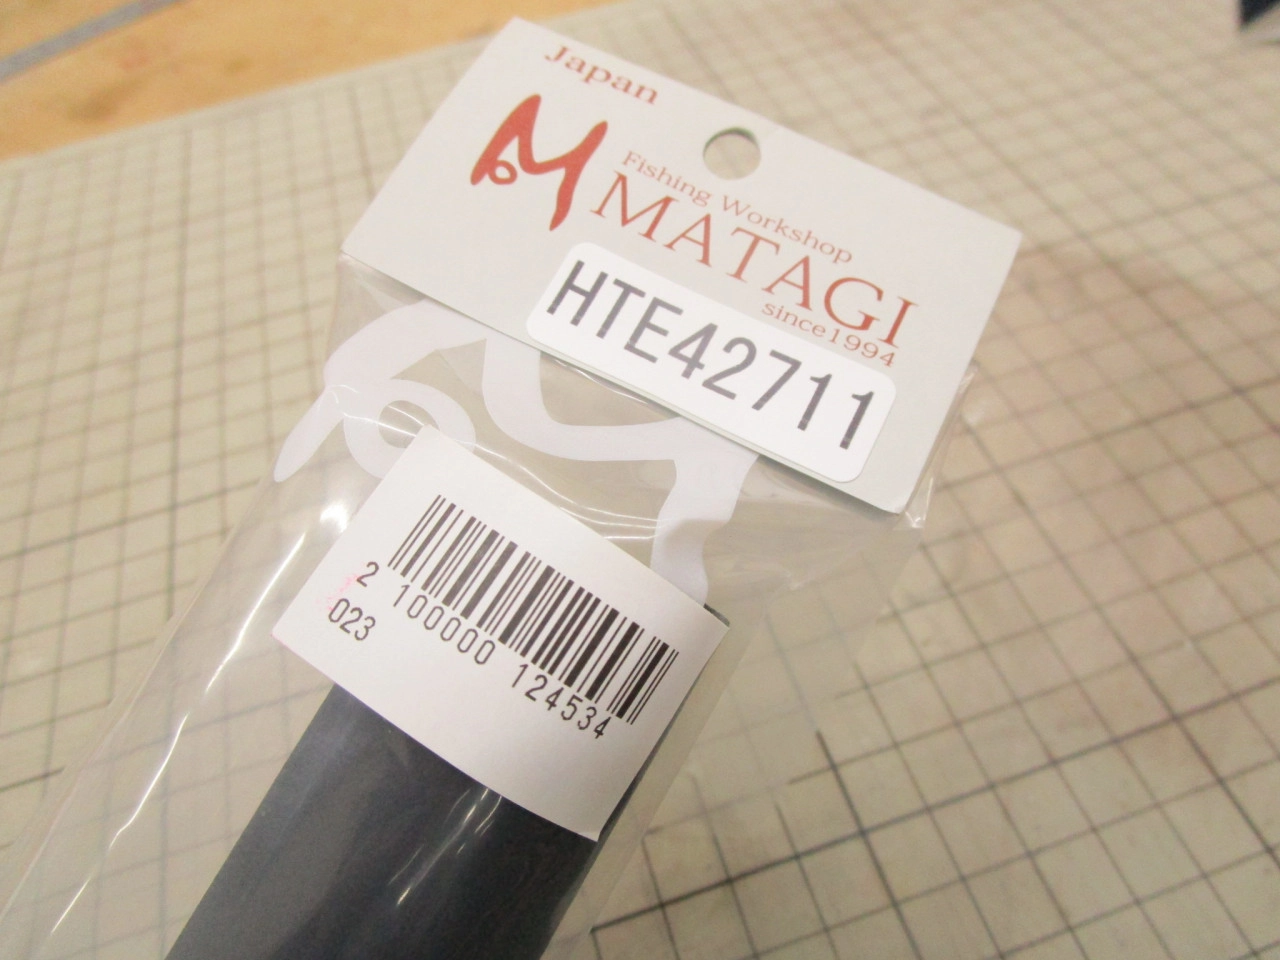 Japan
Fishing Workshop
MATAGI
since1994
HTE42711
2 100000 124534
023